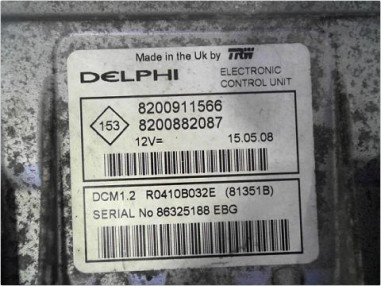 Made in the Uk by TRW
DELPHI ELECTRONIC CONTROL UNIT
153
8200911566
8200882087
12V= 15.05.08
DCM1.2 R0410B032E (81351B)
SERIAL No 86325188 EBG